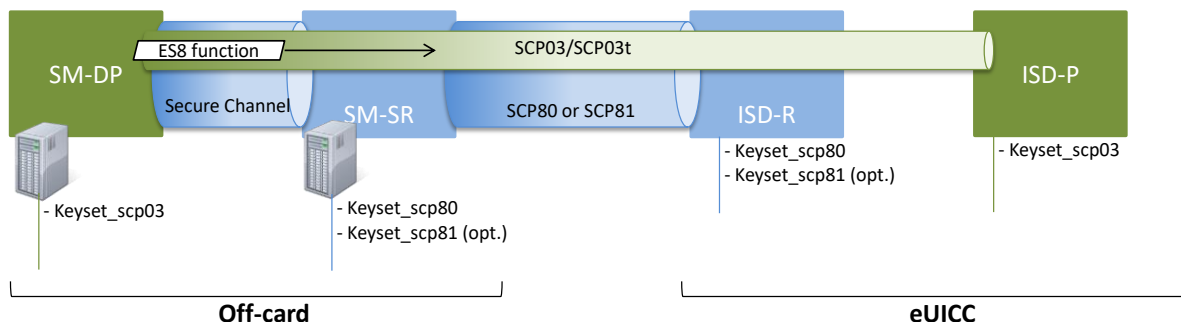 ES8 function
SCP03/SCP03t
SM-DP
ISD-P
Secure Channel
SM-SR
SCP80 or SCP81
ISD-R
- Keyset_scp80
- Keyset_scp81 (opt.)
- Keyset_scp03
- Keyset_scp03
- Keyset_scp80
- Keyset_scp81 (opt.)
Off-card
eUICC